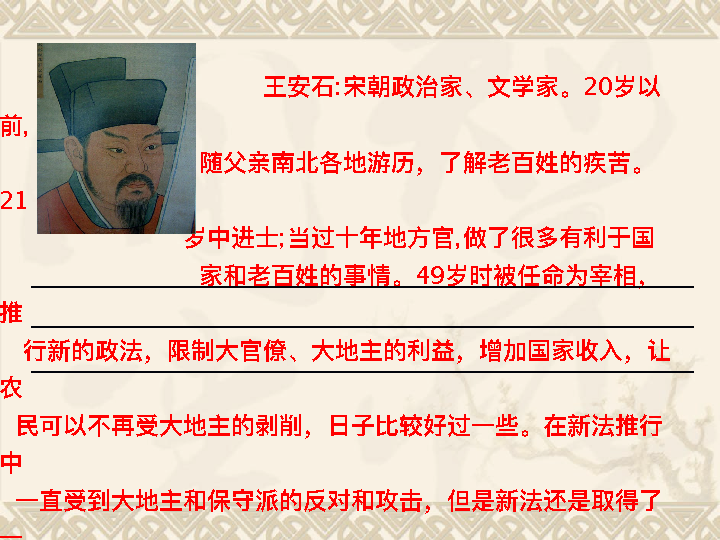 王安石:宋朝政治家、文学家。20岁以
前,
随父亲南北各地游历，了解老百姓的疾苦。
21
岁中进士;当过十年地方官,做了很多有利于国
家和老百姓的事情。49岁时被任命为宰相，
推
行新的政法，限制大官僚、大地主的利益，增加国家收入，让
农
民可以不再受大地主的剥削，日子比较好过一些。在新法推行
中
一直受到大地主和保守派的反对和攻击，但是新法还是取得了